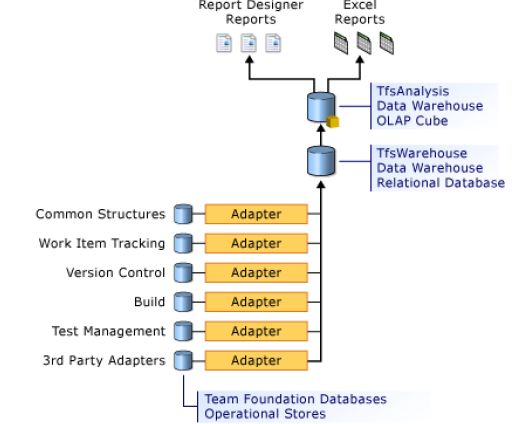 Report Designer
Reports
Excel
Reports
TfsAnalysis
Data Warehouse
OLAP Cube
TfsWarehouse
Data Warehouse
Relational Database
Common Structures
Adapter
Work Item Tracking
Adapter
Version Control
Adapter
Build
Adapter
Test Management
Adapter
3rd Party Adapters
Adapter
Team Foundation Databases
Operational Stores